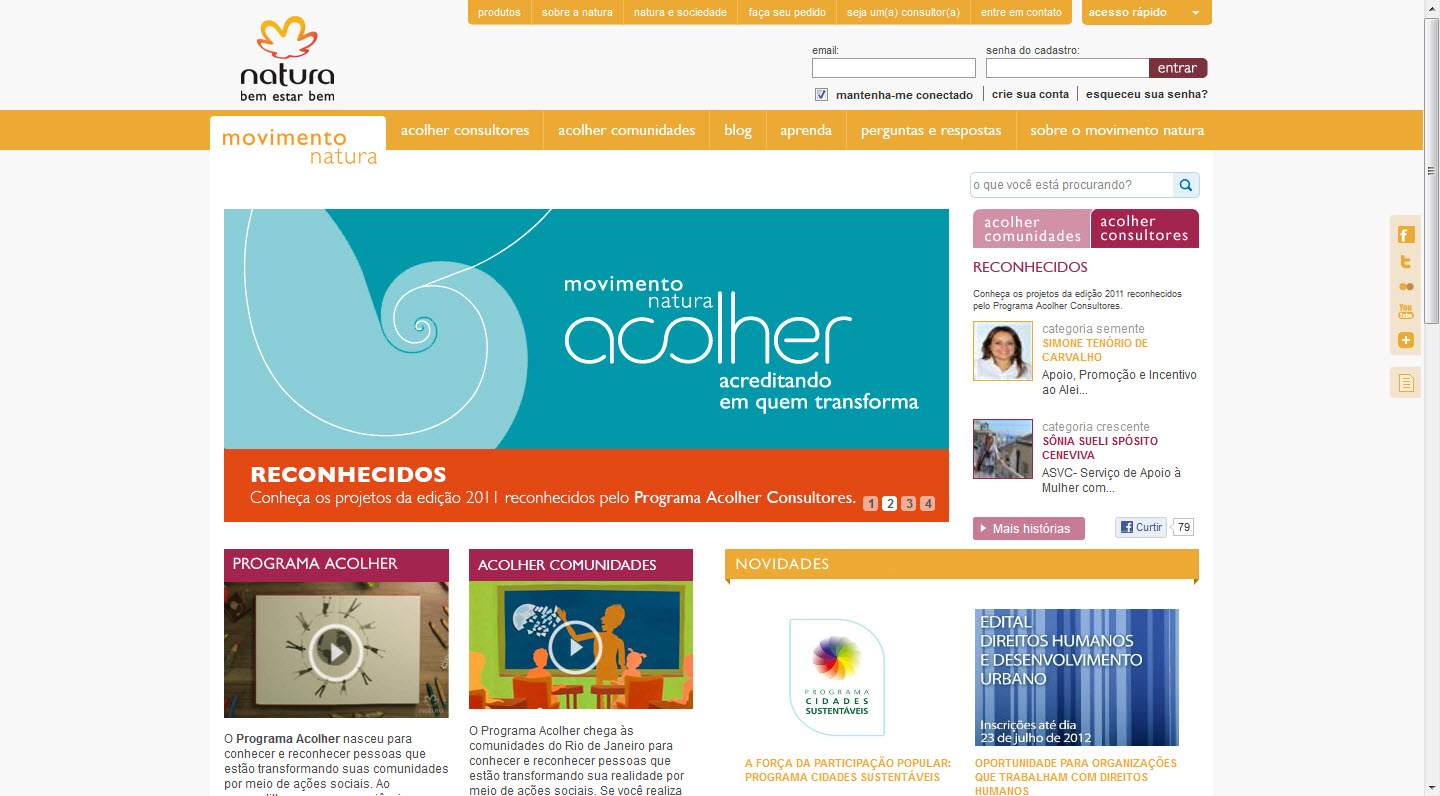 produtos
sobre a natura
natura e sociedade
faça seu pedido
seja um(a) consultor(a)
entre em contato
acesso rápido
natura
bem estar bem
email:
senha do cadastro:
entrar
mantenha-me conectado
crie sua conta
esqueceu sua senha?
movimento
natura
acolher consultores
acolher comunidades
blog
aprenda
perguntas e respostas
sobre o movimento natura
o que você está procurando?
movimento
natura
acolher
acreditando
em quem transforma
RECONHECIDOS
Conheça os projetos da edição 2011 reconhecidos pelo Programa Acolher Consultores.
1 2 3 4
acolher
comunidades
acolher
consultores
RECONHECIDOS
Conheça os projetos da edição 2011 reconhecidos
pelo Programa Acolher Consultores.
categoria semente
SIMONE TENÓRIO DE
CARVALHO
Apoio, Promoção e Incentivo
ao Alei...
categoria crescente
SÔNIA SUELI SPÓSITO
CENEVIVA
ASVC- Serviço de Apoio à
Mulher com...
Mais histórias
f Curtir
79
f
t
You
Tube
PROGRAMA ACOLHER
natura
O Programa Acolher nasceu para
conhecer e reconhecer pessoas que
estão transformando suas comunidades
por meio de ações sociais. Ao
ACOLHER COMUNIDADES
O Programa Acolher chega às
comunidades do Rio de Janeiro para
conhecer e reconhecer pessoas que
estão transformando sua realidade por
meio de ações sociais. Se você realiza
NOVIDADES
PROGRAMA
CIDADES
SUSTENTÁVEIS
A FORÇA DA PARTICIPAÇÃO POPULAR:
PROGRAMA CIDADES SUSTENTÁVEIS
EDITAL
DIREITOS HUMANOS
E DESENVOLVIMENTO
URBANO
Inscrições até dia
23 de julho de 2012
OPORTUNIDADE PARA ORGANIZAÇÕES
QUE TRABALHAM COM DIREITOS
HUMANOS